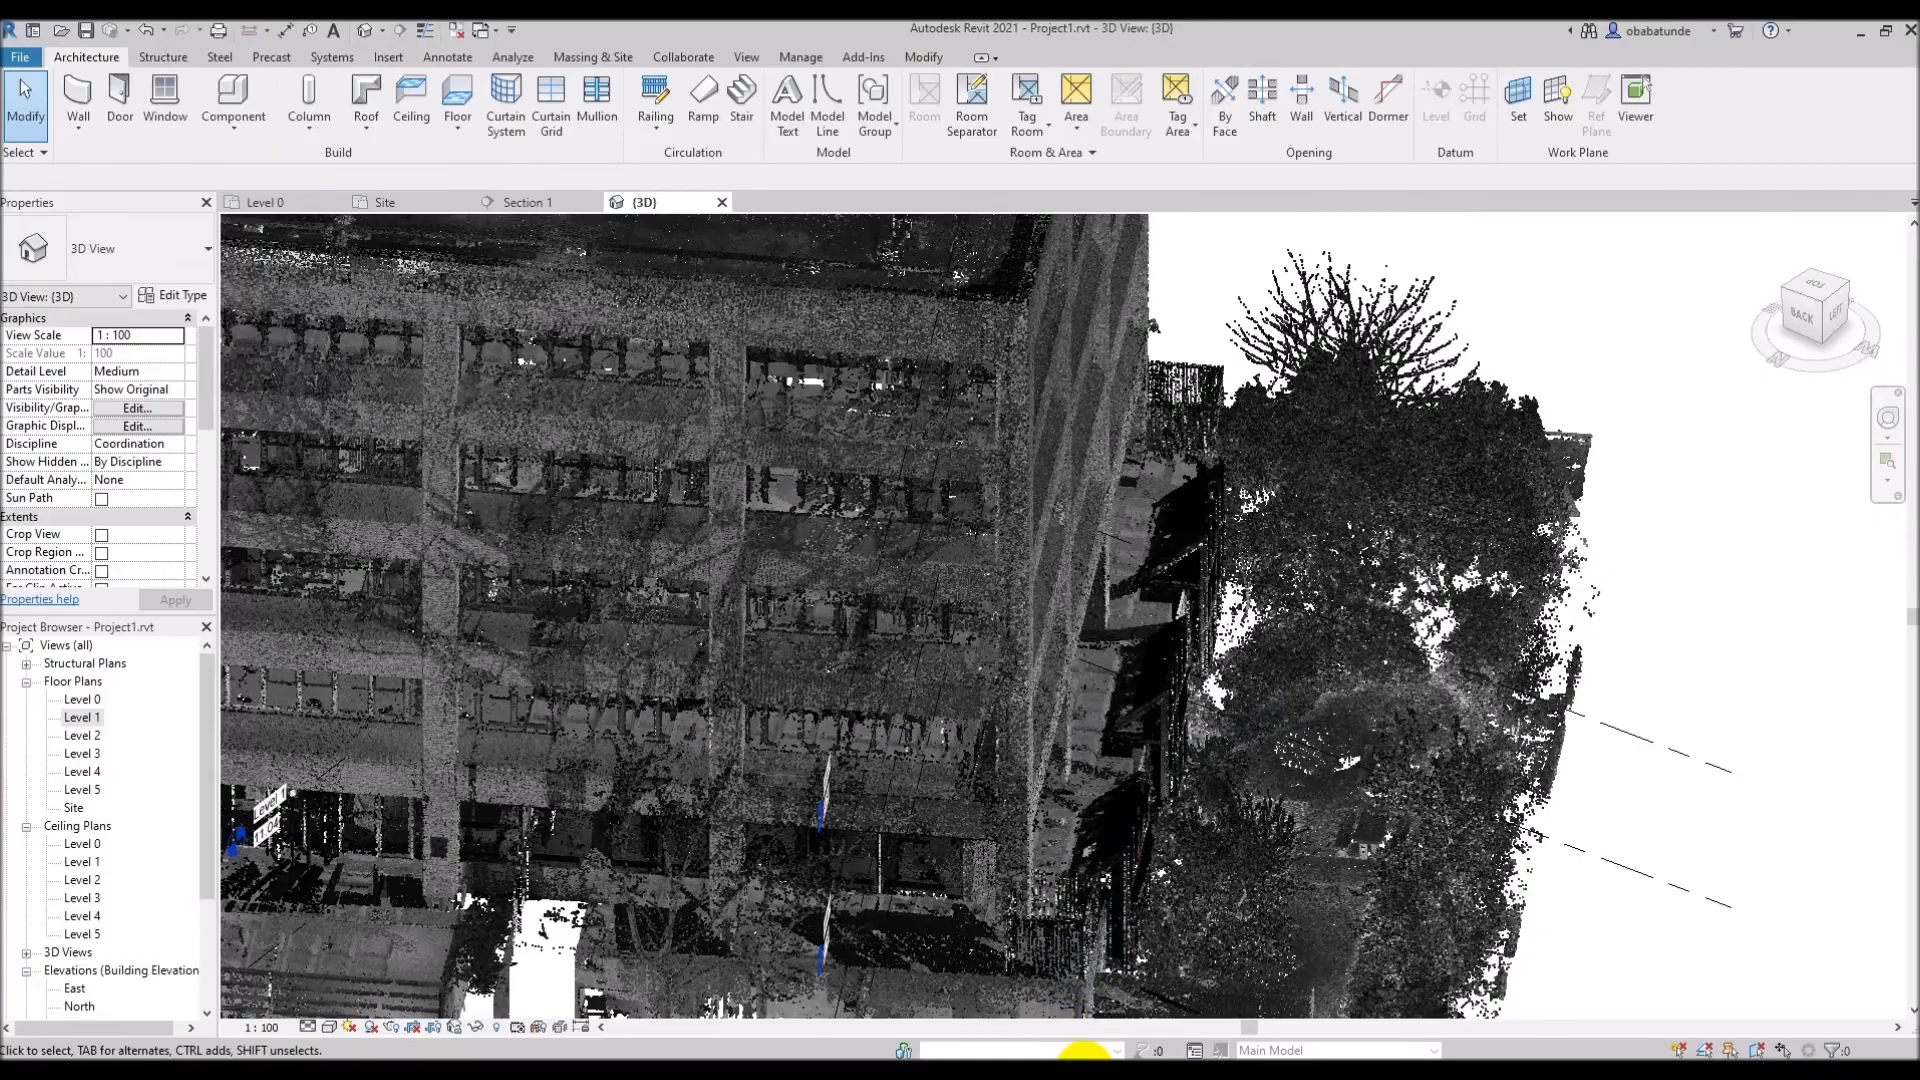 Autodesk Revit 2021 - Project1.rvt - 3D View: {3D}
obabatunde
File Architecture Structure Steel Precast Systems Insert Annotate Analyze Massing & Site Collaborate View Manage Add-Ins Modify
Modify Wall Door Window Component Column Roof Ceiling Floor Curtain System Curtain Grid Mullion Railing Ramp Stair Model Text Model Line Model Group Room Room Separator Tag Room Area Area Boundary Tag Area By Face Shaft Wall Vertical Dormer Level Grid Set Show Ref Plane Viewer
Select Build Circulation Model Room & Area Opening Datum Work Plane
Properties
Level 0 Site Section 1 {3D}
3D View
3D View: {3D} Edit Type
Graphics
View Scale 1 : 100
Scale Value 1: 100
Detail Level Medium
Parts Visibility Show Original
Visibility/Grap... Edit...
Graphic Displ... Edit...
Discipline Coordination
Show Hidden ... By Discipline
Default Analy... None
Sun Path
Extents
Crop View
Crop Region ...
Annotation Cr...
Properties help Apply
Project Browser - Project1.rvt
Views (all)
Structural Plans
Floor Plans
Level 0
Level 1
Level 2
Level 3
Level 4
Level 5
Site
Ceiling Plans
Level 0
Level 1
Level 2
Level 3
Level 4
Level 5
3D Views
Elevations (Building Elevation
East
North
TOP
BACK
LEFT
Level 1
11.04
1 : 100
Click to select, TAB for alternates, CTRL adds, SHIFT unselects.
:0
Main Model
:0